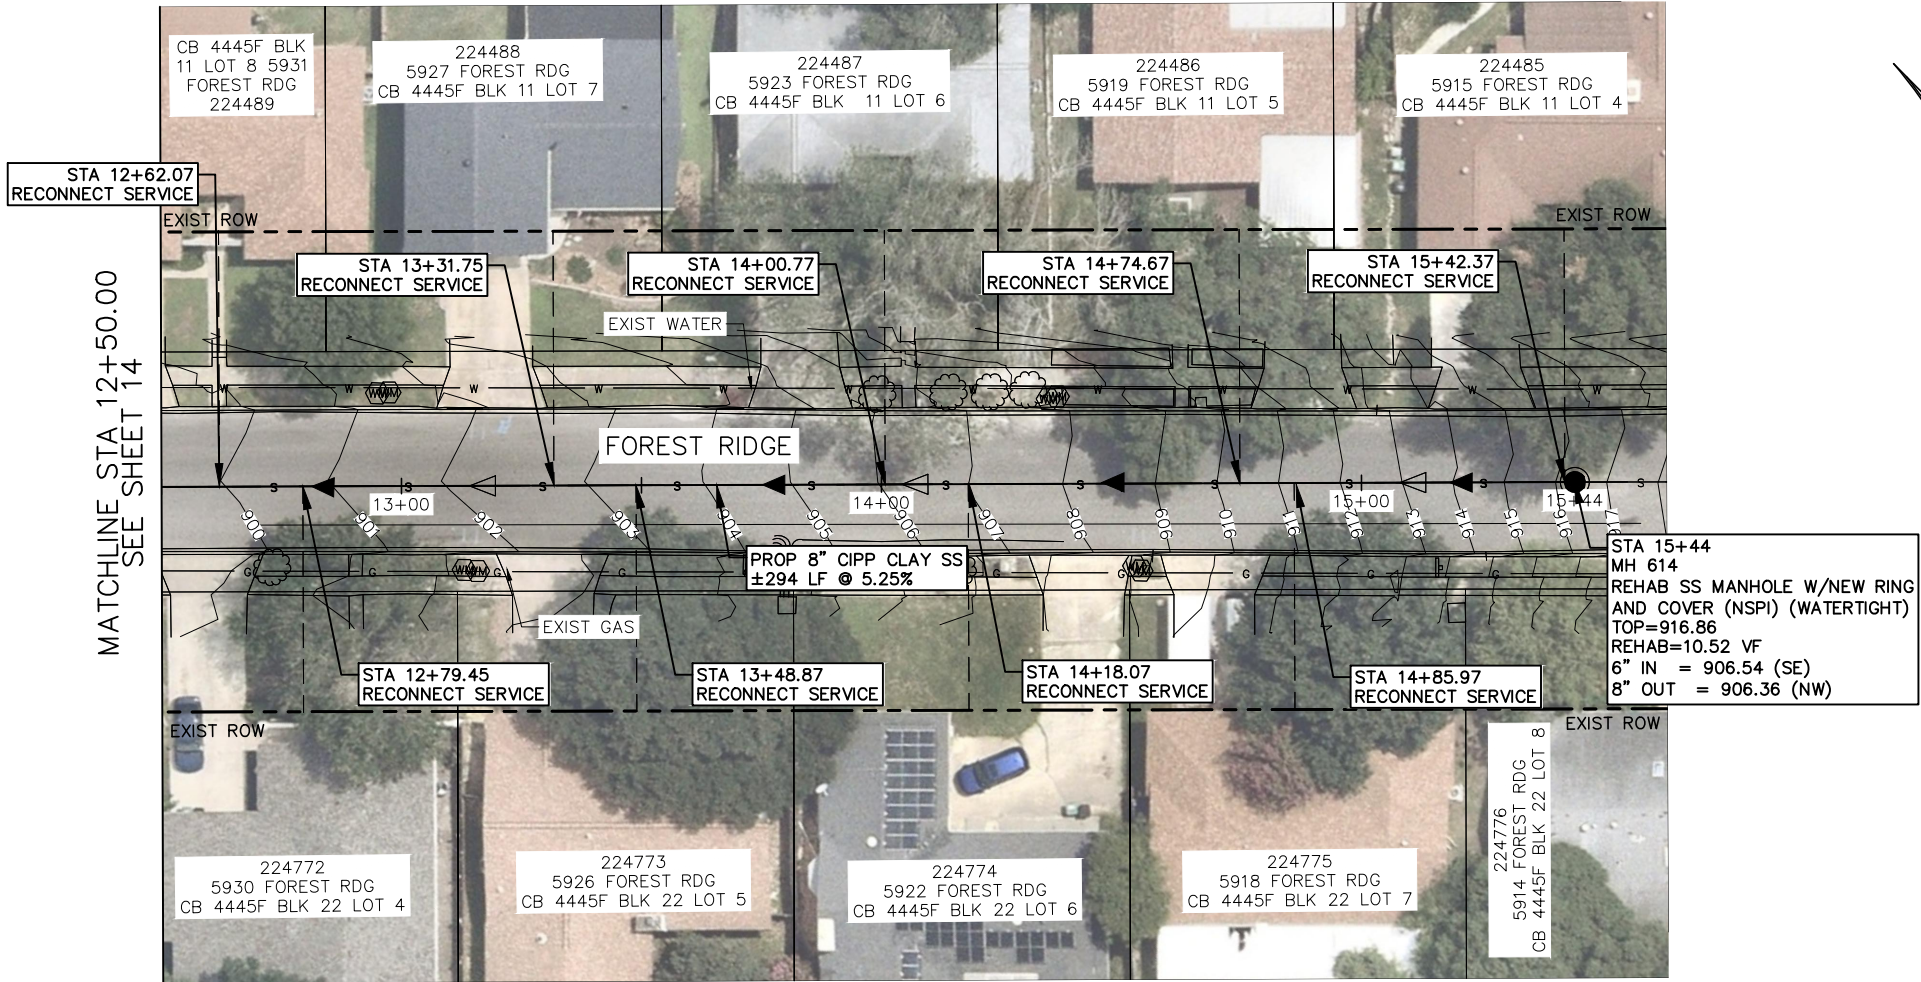 CB 4445F BLK
11 LOT 8 5931
FOREST RDG
224489
224488
5927 FOREST RDG
CB 4445F BLK 11 LOT 7
224487
5923 FOREST RDG
CB 4445F BLK 11 LOT 6
224486
5919 FOREST RDG
CB 4445F BLK 11 LOT 5
224485
5915 FOREST RDG
CB 4445F BLK 11 LOT 4
STA 12+62.07
RECONNECT SERVICE
EXIST ROW
EXIST ROW
STA 13+31.75
RECONNECT SERVICE
STA 14+00.77
RECONNECT SERVICE
STA 14+74.67
RECONNECT SERVICE
STA 15+42.37
RECONNECT SERVICE
MATCHLINE STA 12+50.00
SEE SHEET 14
EXIST WATER
W W W W W W W W W W W W
FOREST RIDGE
S S S S S S S S S S S
13+00
14+00
15+00
15+44
900 901 902 903 904 905 906 907 908 909 910 911 912 913 914 915 916 917
PROP 8" CIPP CLAY SS
±294 LF @ 5.25%
G G G G G G G G
EXIST GAS
STA 15+44
MH 614
REHAB SS MANHOLE W/NEW RING
AND COVER (NSPI) (WATERTIGHT)
TOP=916.86
REHAB=10.52 VF
6" IN = 906.54 (SE)
8" OUT = 906.36 (NW)
STA 12+79.45
RECONNECT SERVICE
STA 13+48.87
RECONNECT SERVICE
STA 14+18.07
RECONNECT SERVICE
STA 14+85.97
RECONNECT SERVICE
EXIST ROW
EXIST ROW
224772
5930 FOREST RDG
CB 4445F BLK 22 LOT 4
224773
5926 FOREST RDG
CB 4445F BLK 22 LOT 5
224774
5922 FOREST RDG
CB 4445F BLK 22 LOT 6
224775
5918 FOREST RDG
CB 4445F BLK 22 LOT 7
224776
5914 FOREST RDG
CB 4445F BLK 22 LOT 8